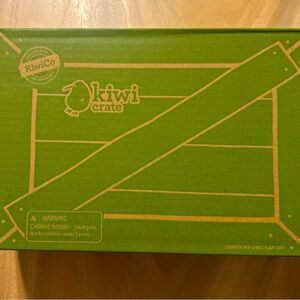 KiwiCo
kiwi
crate
⚠ WARNING
CHOKING HAZARD - Small parts.
Not for children under 3 years.
CONTAINS ONE PLAY SET